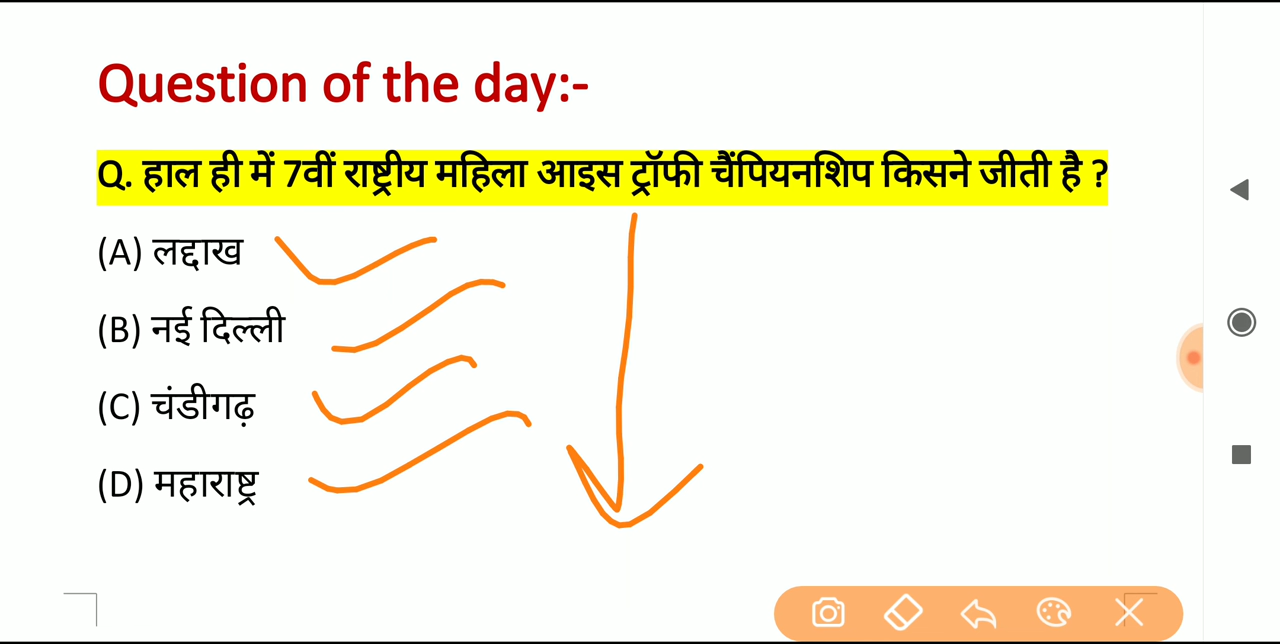 Question of the day:-
Q. हाल ही में 7वीं राष्ट्रीय महिला आइस ट्रॉफी चैंपियनशिप किसने जीती है ?
(A) लद्दाख
(B) नई दिल्ली
(C) चंडीगढ़
(D) महाराष्ट्र